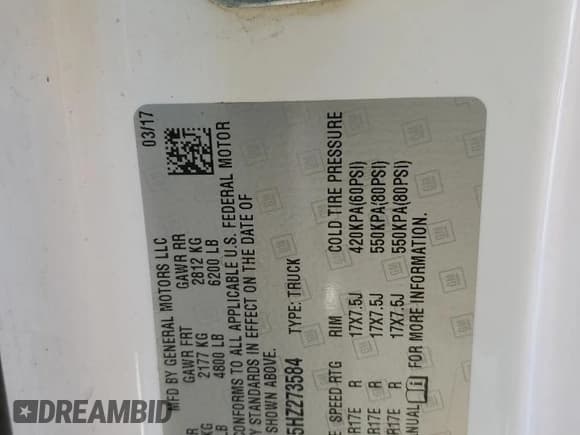 03/17
MFD BY GENERAL MOTORS LLC
GAWR FRT GAWR RR
2177 KG 2812 KG
4800 LB 6200 LB
CONFORMS TO ALL APPLICABLE U.S. FEDERAL MOTOR
Y STANDARDS IN EFFECT ON THE DATE OF
SHOWN ABOVE.
5HZ273584 TYPE: TRUCK
SPEED RTG RIM COLD TIRE PRESSURE
R17E R 17X7.5J 420KPA(60PSI)
R17E R 17X7.5J 550KPA(80PSI)
R17E R 17X7.5J 550KPA(80PSI)
ANUAL FOR MORE INFORMATION.
GM
DREAMBID